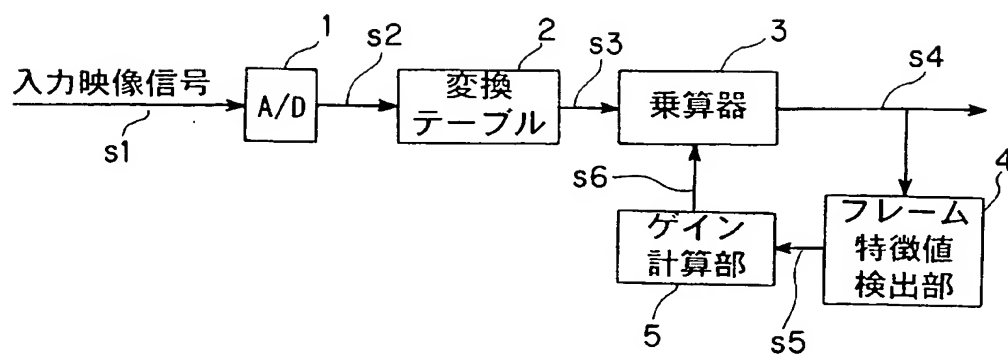 入力映像信号
s1
1
A/D
s2
2
変換
テーブル
s3
3
乗算器
s4
s6
ゲイン
計算部
5
4
フレーム
特徴値
検出部
s5